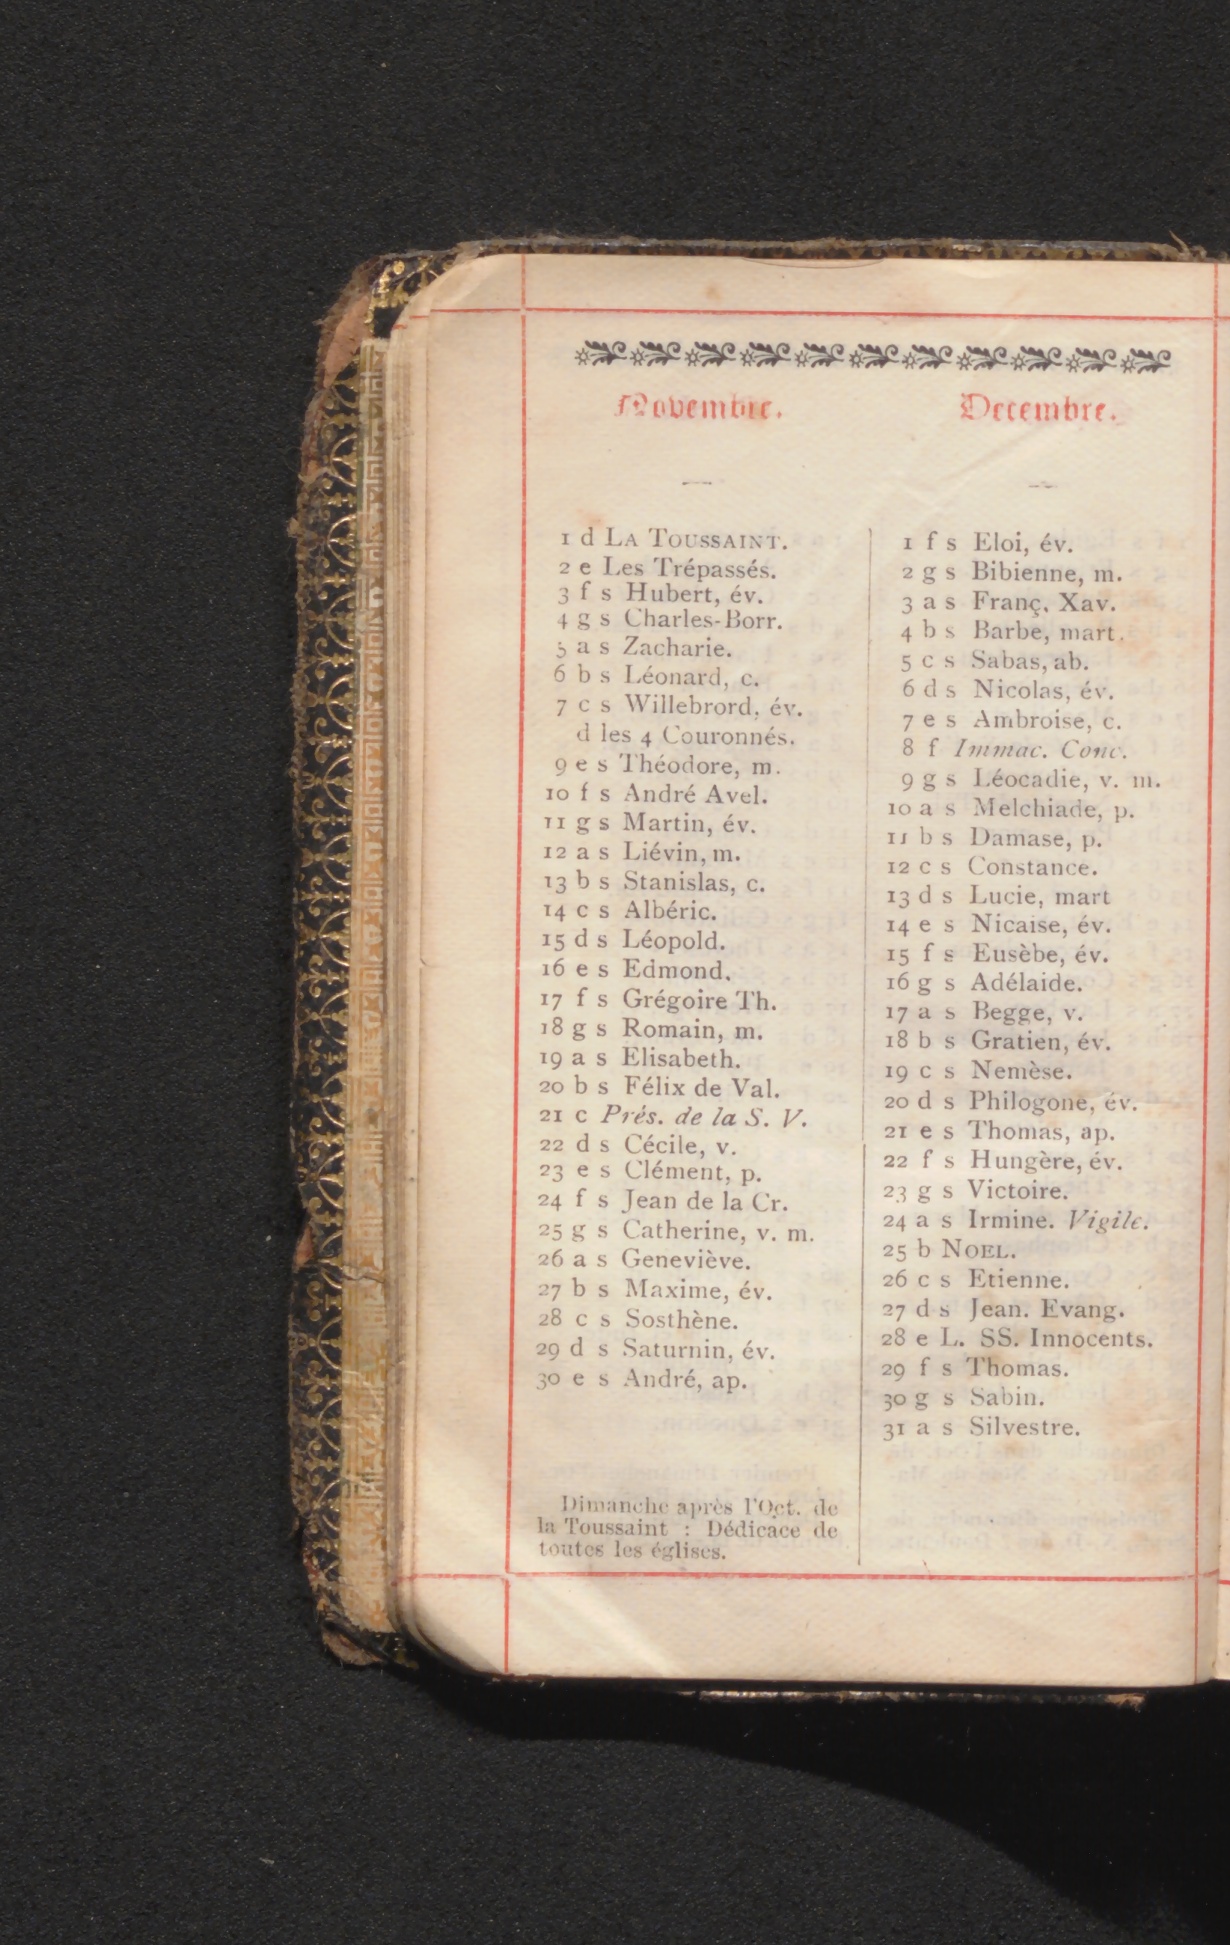 Novembre.
1 d LA TOUSSAINT.
2 e Les Trépassés.
3 f s Hubert, év.
4 g s Charles-Borr.
5 a s Zacharie.
6 b s Léonard, c.
7 c s Willebrord, év.
d les 4 Couronnés.
9 e s Théodore, m.
10 f s André Avel.
11 g s Martin, év.
12 a s Liévin, m.
13 b s Stanislas, c.
14 c s Albéric.
15 d s Léopold.
16 e s Edmond.
17 f s Grégoire Th.
18 g s Romain, m.
19 a s Elisabeth.
20 b s Félix de Val.
21 c Prés. de la S. V.
22 d s Cécile, v.
23 e s Clément, p.
24 f s Jean de la Cr.
25 g s Catherine, v. m.
26 a s Geneviève.
27 b s Maxime, év.
28 c s Sosthène.
29 d s Saturnin, év.
30 e s André, ap.
Dimanche après l'Oct. de
la Toussaint : Dédicace de
toutes les églises.
Decembre.
1 f s Eloi, év.
2 g s Bibienne, m.
3 a s Franç. Xav.
4 b s Barbe, mart.
5 c s Sabas, ab.
6 d s Nicolas, év.
7 e s Ambroise, c.
8 f Immac. Conc.
9 g s Léocadie, v. m.
10 a s Melchiade, p.
11 b s Damase, p.
12 c s Constance.
13 d s Lucie, mart
14 e s Nicaise, év.
15 f s Eusèbe, év.
16 g s Adélaide.
17 a s Begge, v.
18 b s Gratien, év.
19 c s Nemèse.
20 d s Philogone, év.
21 e s Thomas, ap.
22 f s Hungère, év.
23 g s Victoire.
24 a s Irmine. Vigile.
25 b NOEL.
26 c s Etienne.
27 d s Jean. Evang.
28 e L. SS. Innocents.
29 f s Thomas.
30 g s Sabin.
31 a s Silvestre.